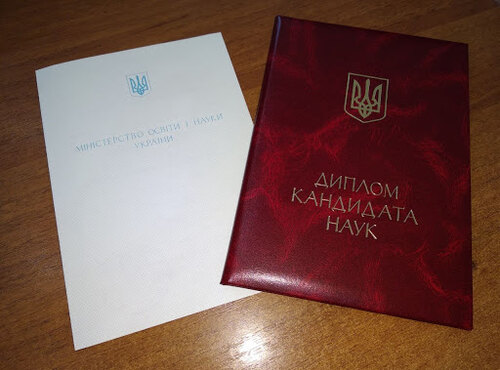 МІНІСТЕРСТВО ОСВІТИ І НАУКИ
УКРАЇНИ
ДИПЛОМ
КАНДИДАТА
НАУК